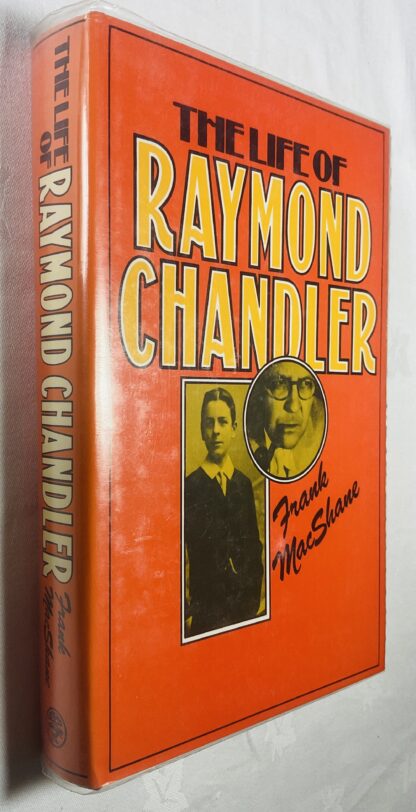 THE LIFE OF
RAYMOND
CHANDLER
Frank
MacShane
THE LIFE
OF
RAYMOND CHANDLER
Frank
MacShane